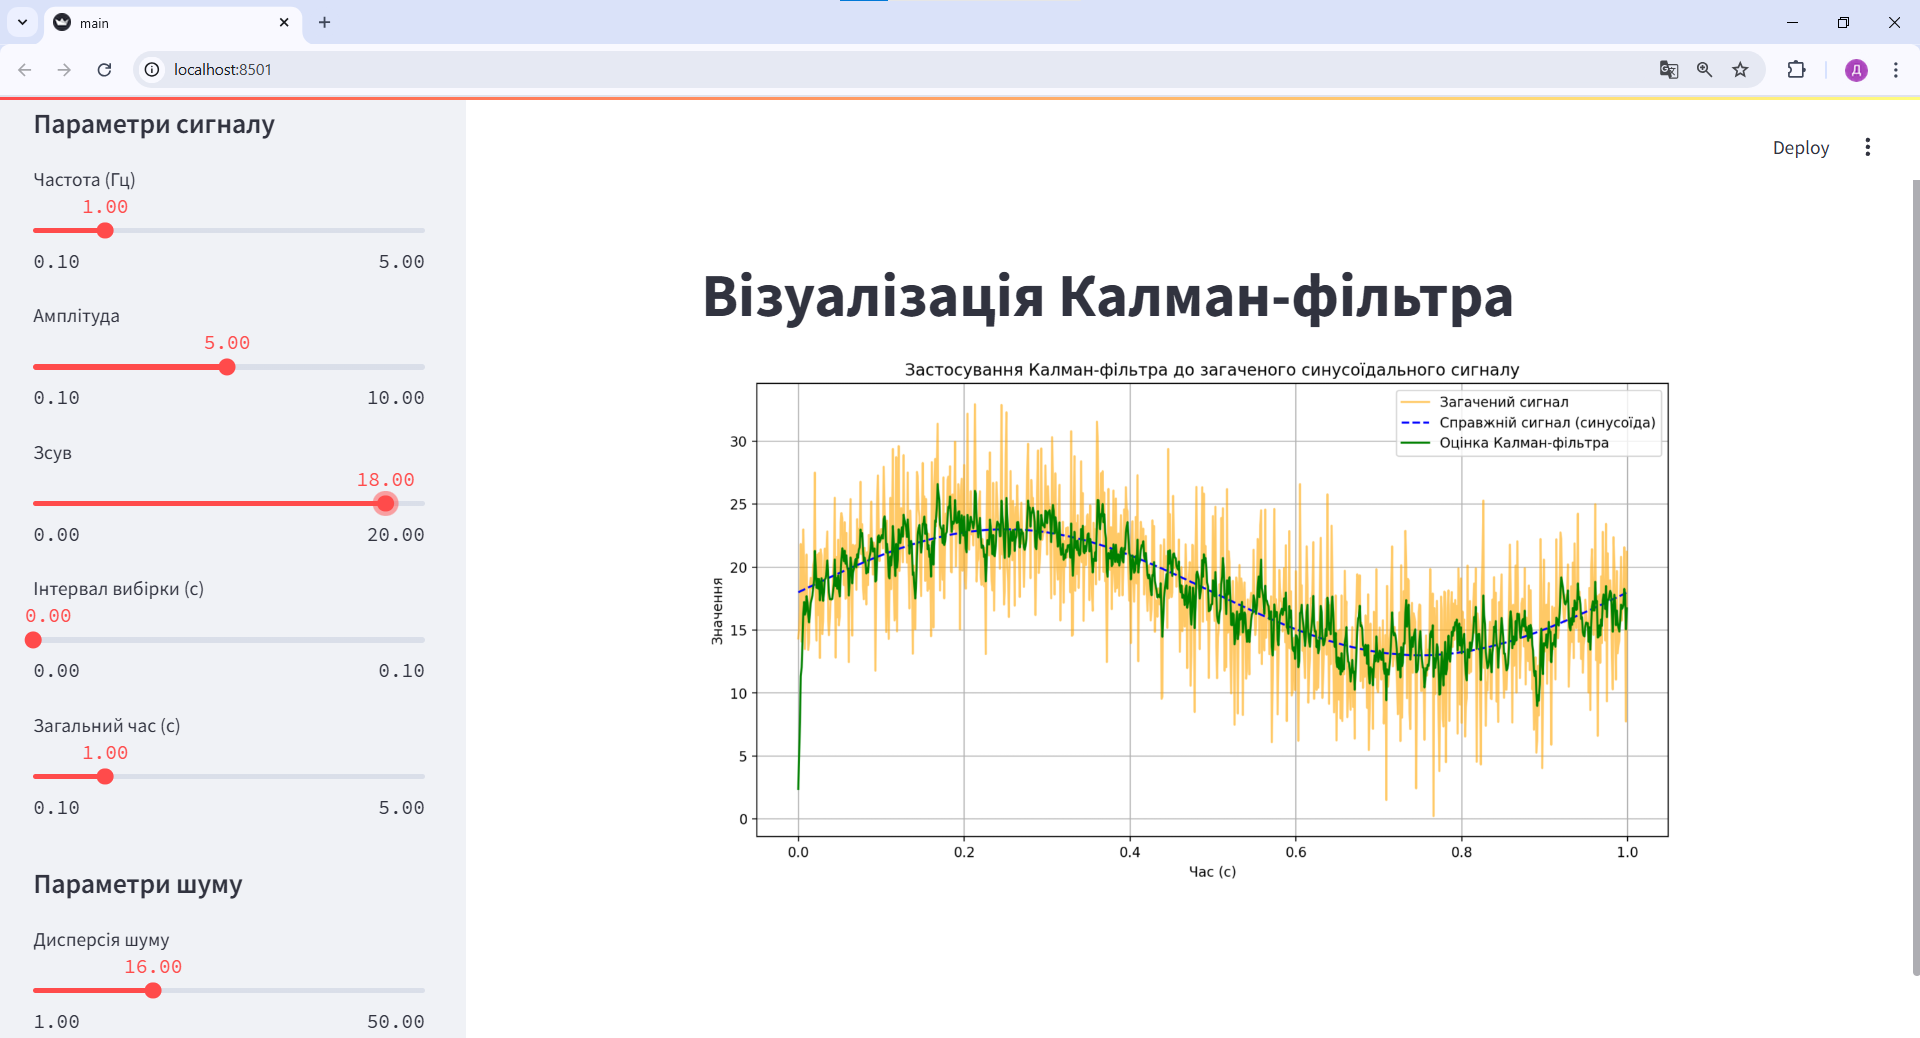 main
localhost:8501
Д
Параметри сигналу
Частота (Гц)
1.00
0.10 5.00
Амплітуда
5.00
0.10 10.00
Зсув
18.00
0.00 20.00
Інтервал вибірки (с)
0.00
0.00 0.10
Загальний час (с)
1.00
0.10 5.00
Параметри шуму
Дисперсія шуму
16.00
1.00 50.00
Deploy
Візуалізація Калман-фільтра
Застосування Калман-фільтра до загаченого синусоїдального сигналу
Загачений сигнал
Справжній сигнал (синусоїда)
Оцінка Калман-фільтра
Значення
30
25
20
15
10
5
0
0.0 0.2 0.4 0.6 0.8 1.0
Час (с)